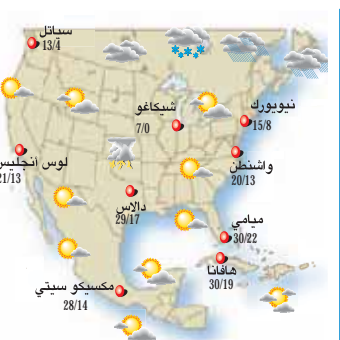 سياتل
13/4
شيكاغو
7/0
نيويورك
15/8
واشنطن
20/13
لوس أنجليس
21/13
دالاس
29/17
ميامي
30/22
هافانا
30/19
مكسيكو سيتي
28/14